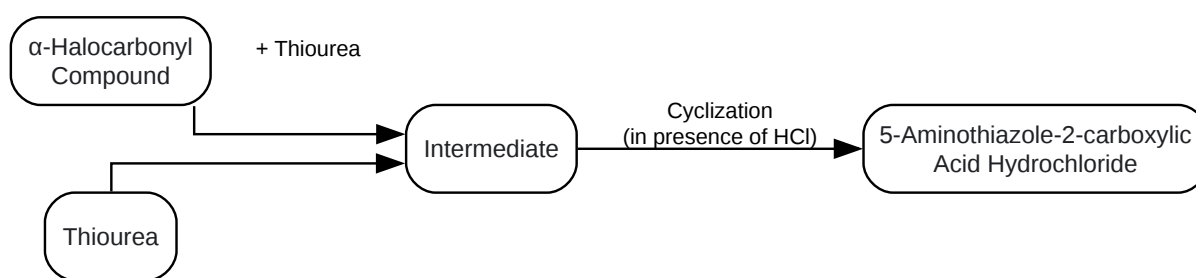 α-Halocarbonyl
Compound
+ Thiourea
Thiourea
Intermediate
Cyclization
(in presence of HCl)
5-Aminothiazole-2-carboxylic
Acid Hydrochloride